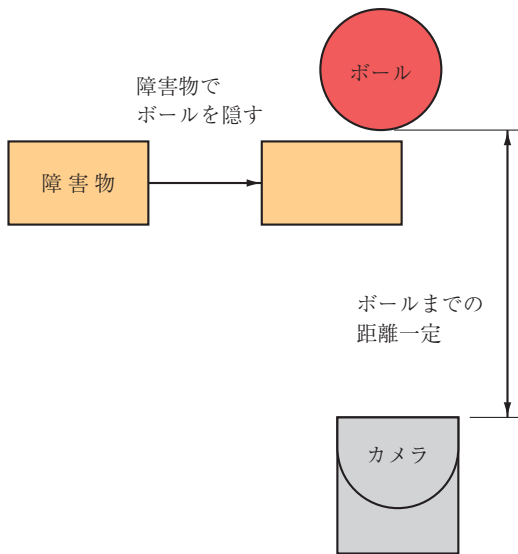 ボール
障害物で
ボールを隠す
障害物
ボールまでの
距離一定
カメラ